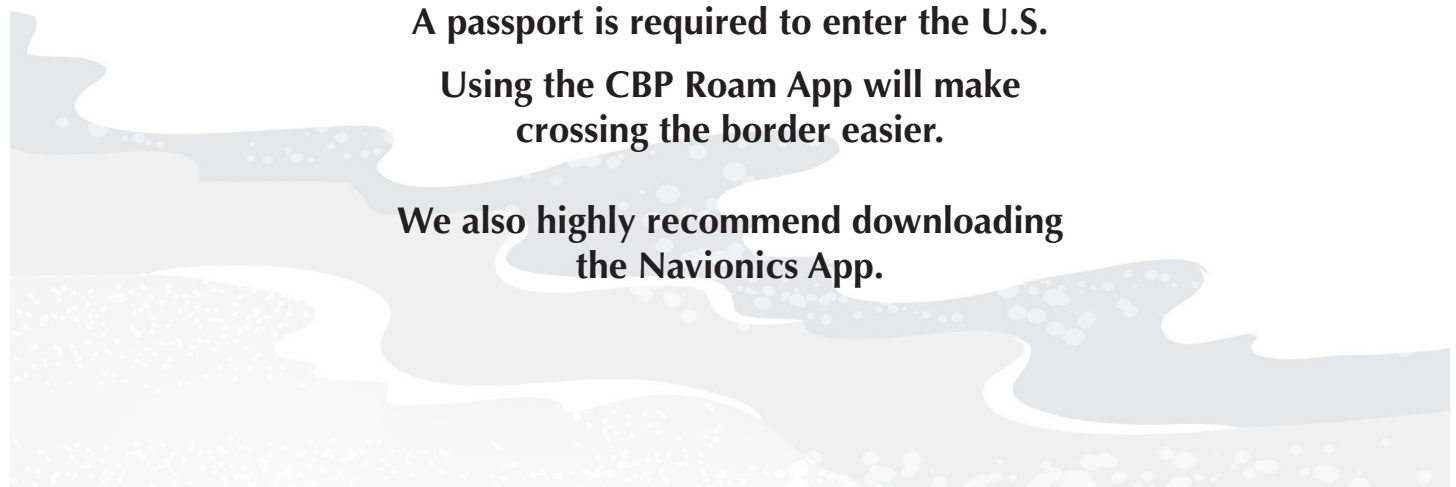 A passport is required to enter the U.S.
Using the CBP Roam App will make
crossing the border easier.
We also highly recommend downloading
the Navionics App.